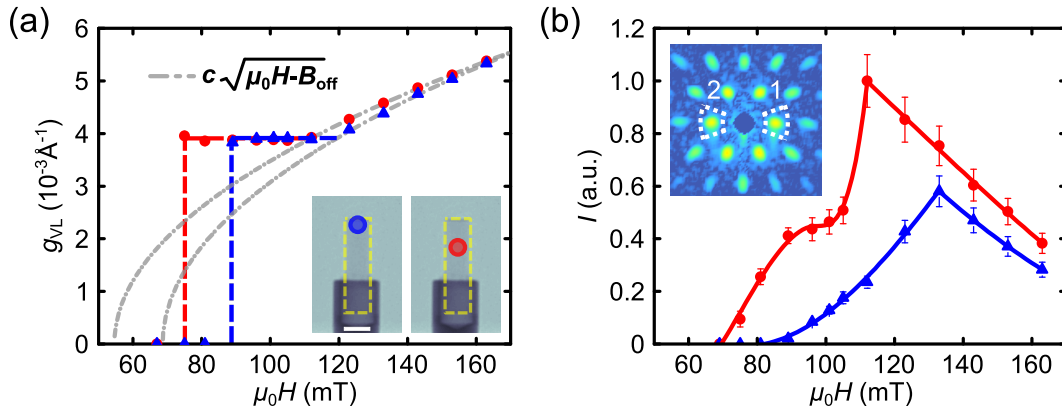 (a)
6
5
4
3
2
1
0
g_VL (10⁻³Å⁻¹)
c √μ₀H-B_off
60 80 100 120 140 160
μ₀H (mT)
(b)
1.2
1.0
0.8
0.6
0.4
0.2
0
I (a.u.)
2 1
60 80 100 120 140 160
μ₀H (mT)